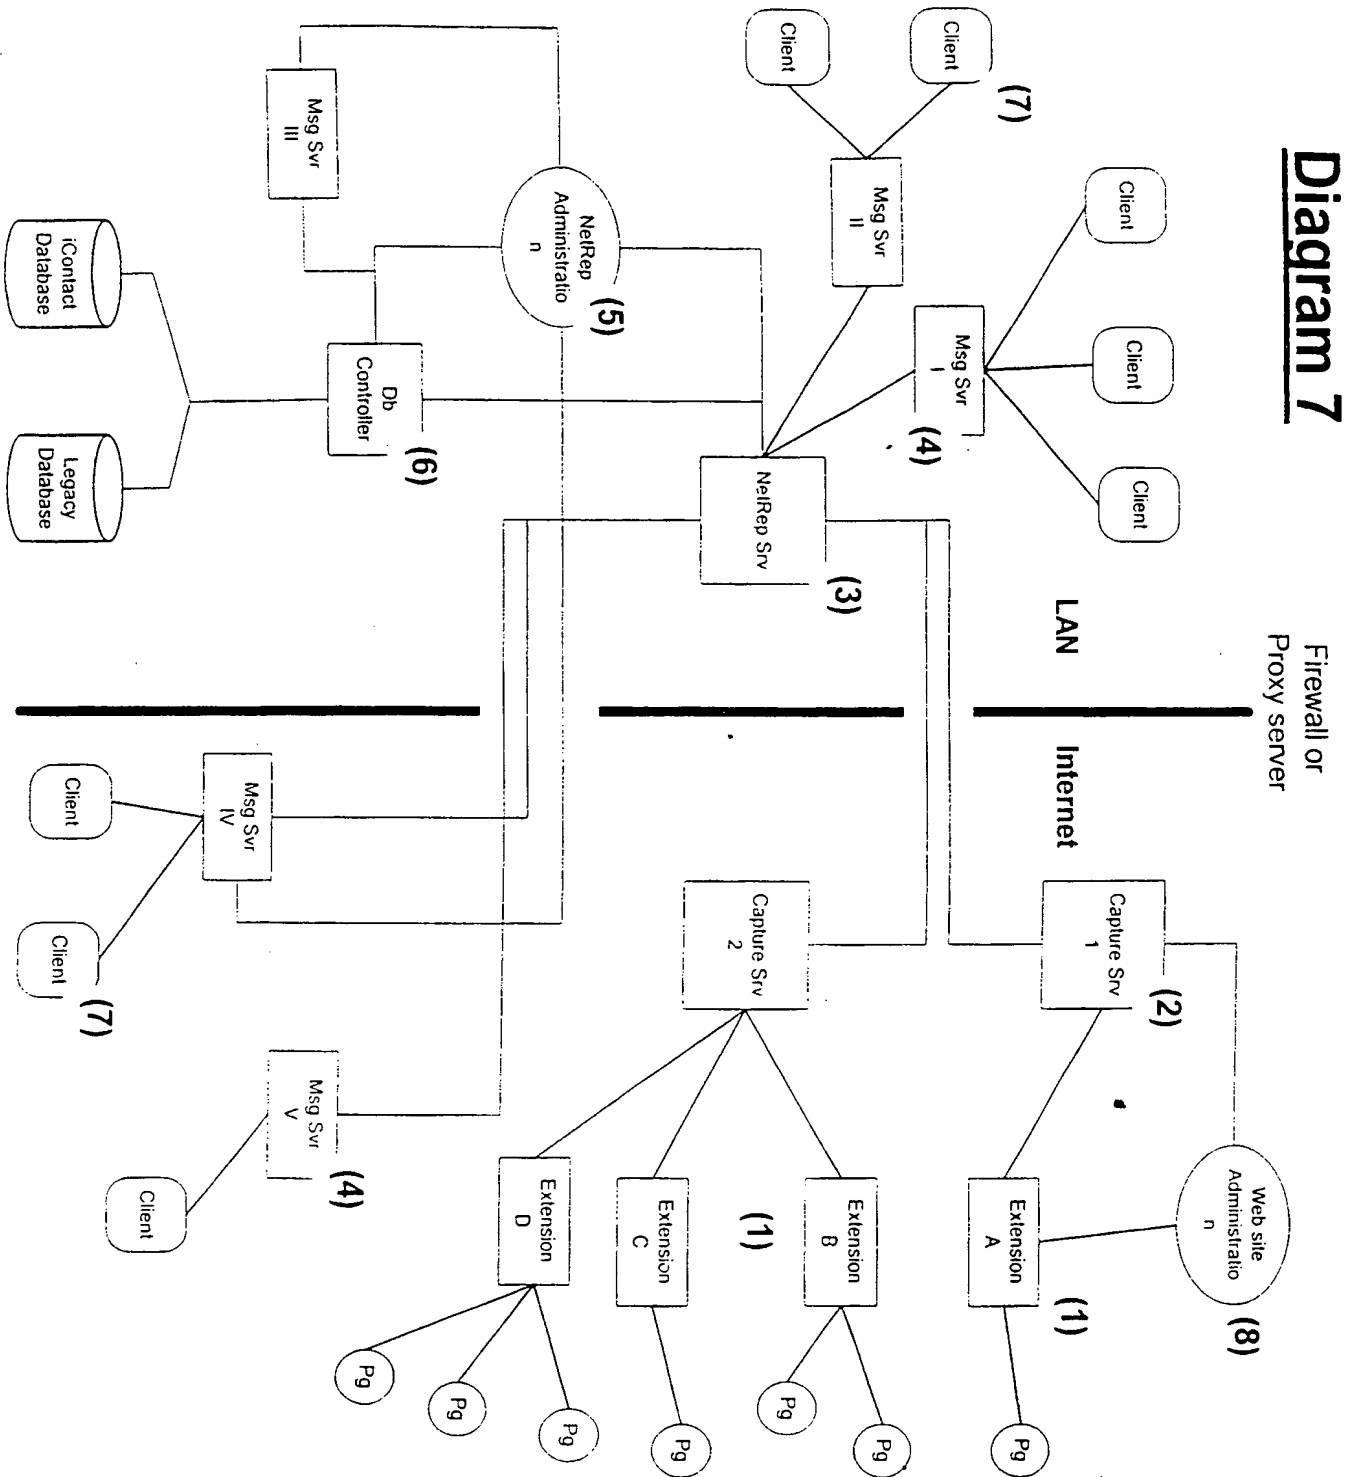 Diagram 7
Firewall or
Proxy server
LAN
Internet
Client
Client
Client
Client
Client
(7)
Msg Svr
II
Msg Svr
I
(4)
Msg Svr
III
NetRep
Administratio
n
(5)
NetRep Srv
(3)
Db
Controller
(6)
iContact
Database
Legacy
Database
Web site
Administratio
n
(8)
Capture Srv
1
(2)
Extension
A
(1)
Pg
Capture Srv
2
Extension
B
(1)
Pg
Pg
Extension
C
Pg
Extension
D
Pg
Pg
Pg
Msg Svr
IV
Client
Client
(7)
Msg Svr
V
(4)
Client